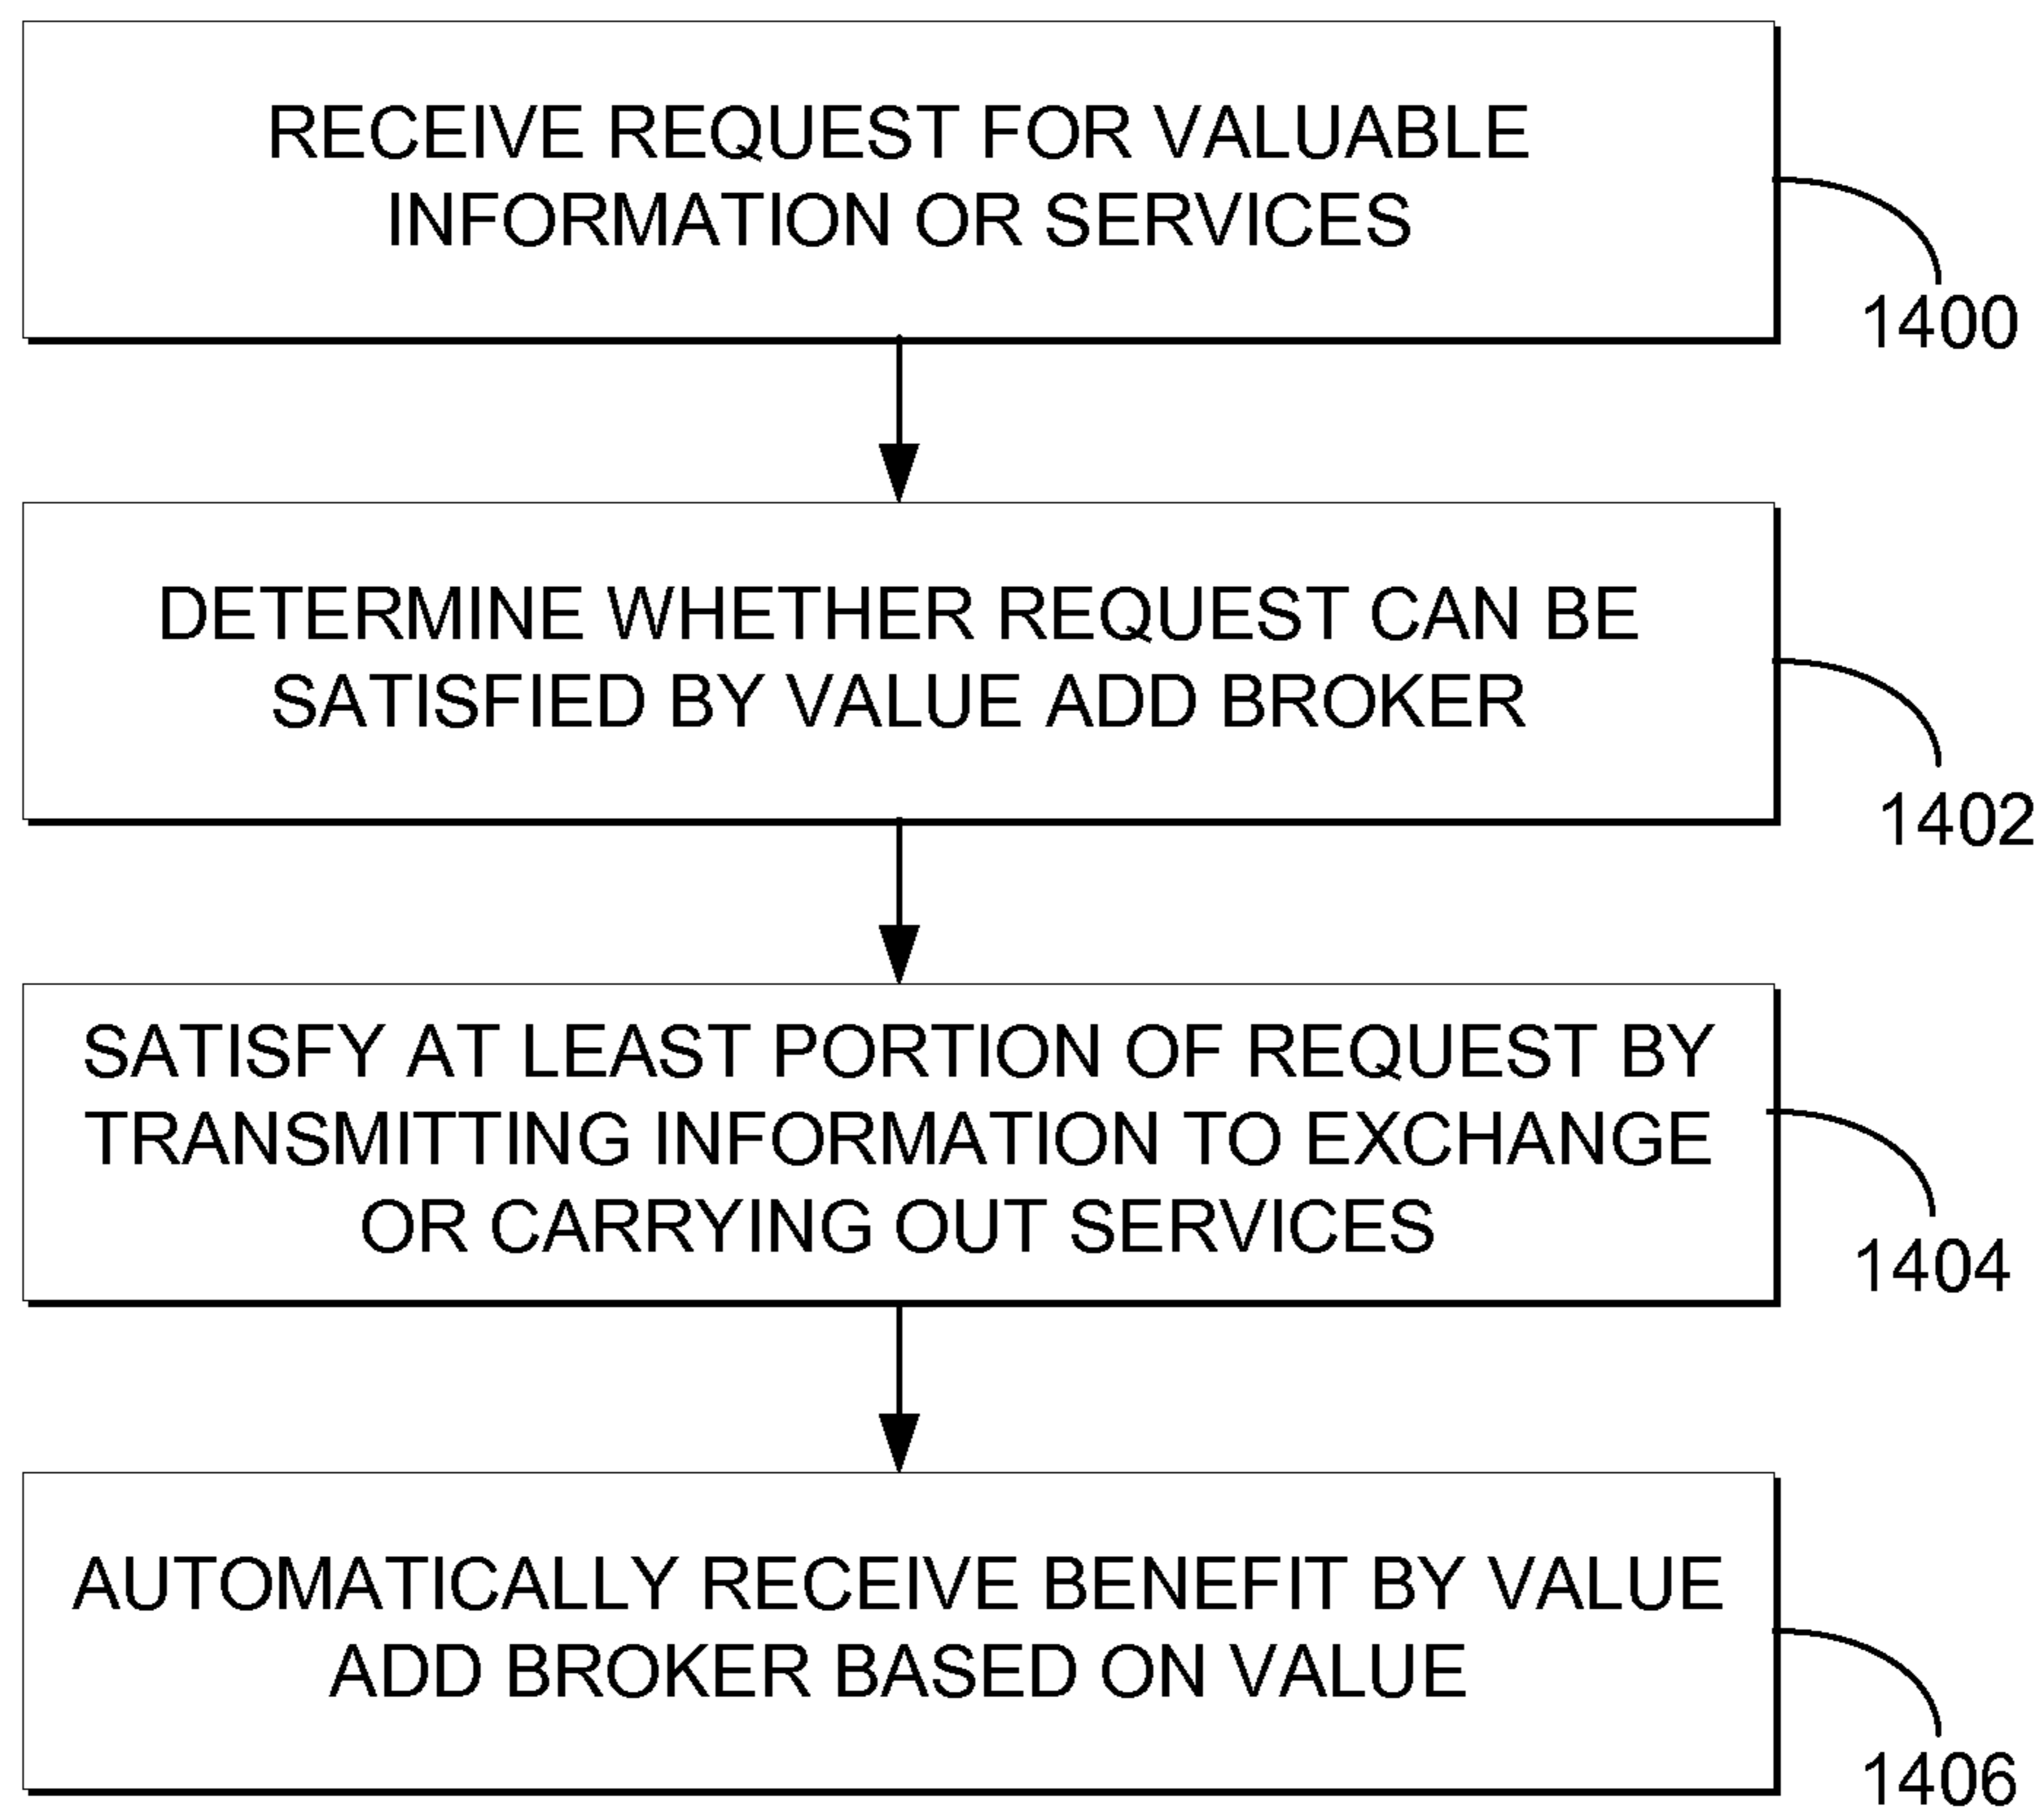 RECEIVE REQUEST FOR VALUABLE
INFORMATION OR SERVICES
1400
DETERMINE WHETHER REQUEST CAN BE
SATISFIED BY VALUE ADD BROKER
1402
SATISFY AT LEAST PORTION OF REQUEST BY
TRANSMITTING INFORMATION TO EXCHANGE
OR CARRYING OUT SERVICES
1404
AUTOMATICALLY RECEIVE BENEFIT BY VALUE
ADD BROKER BASED ON VALUE
1406